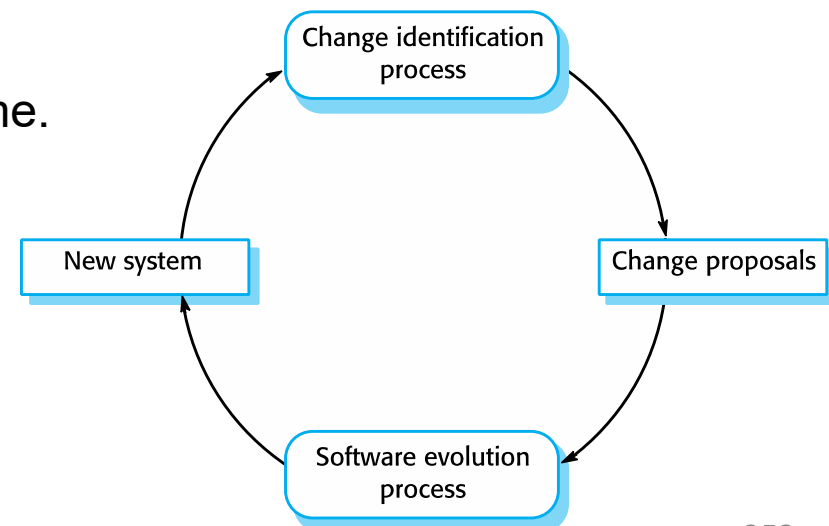 Change identification
process
ne.
New system
Change proposals
Software evolution
process